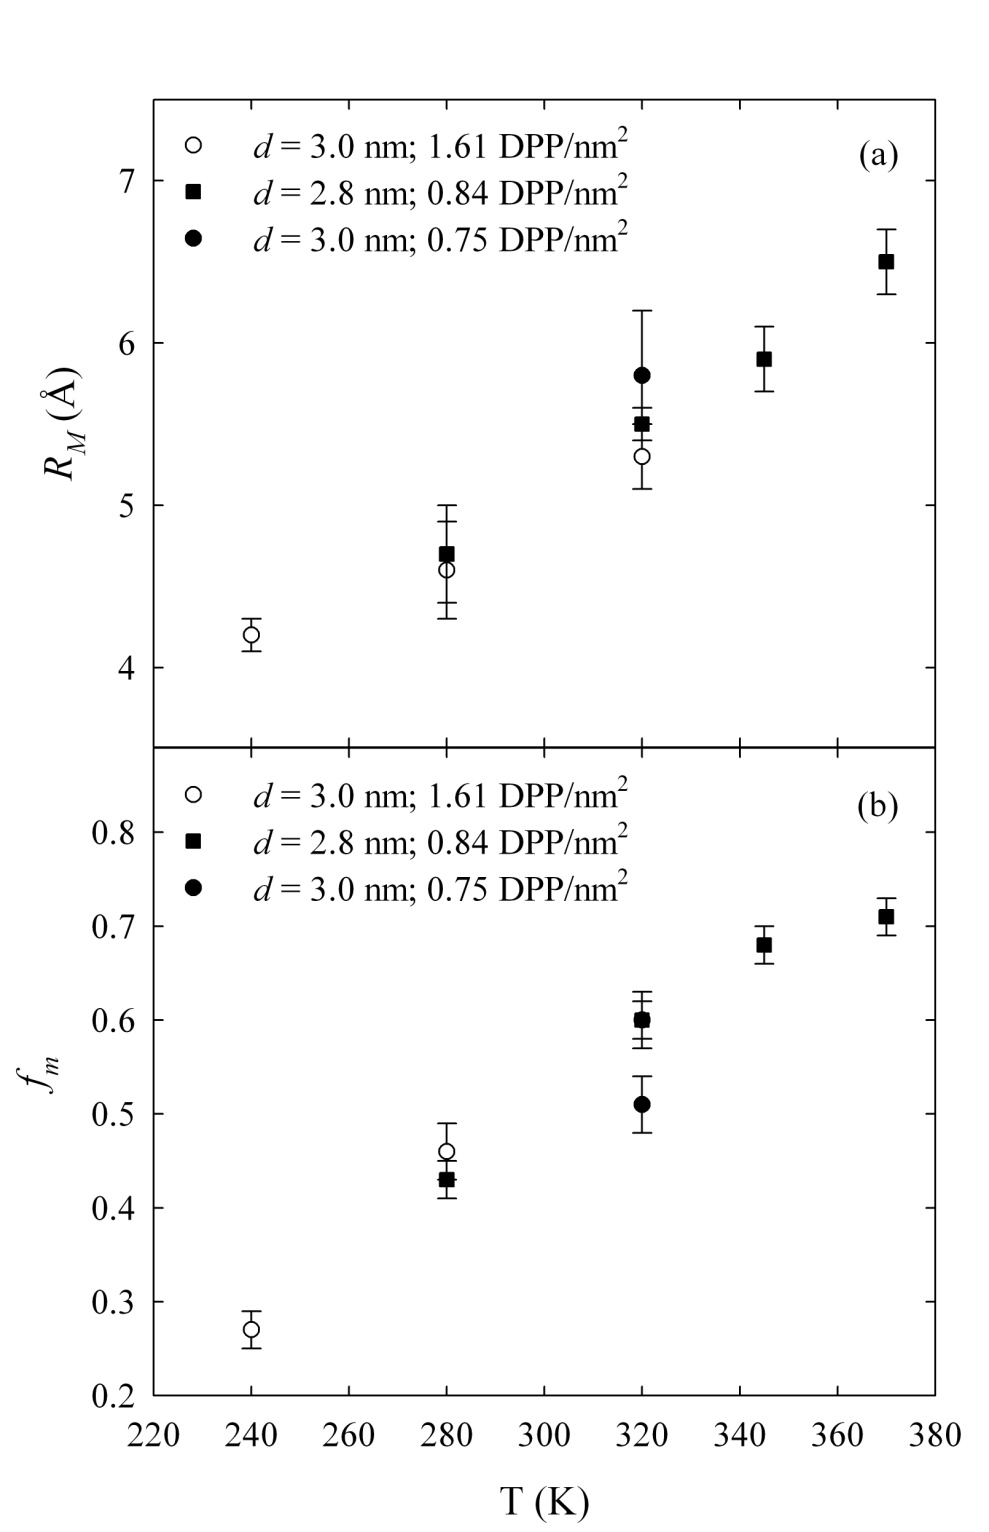 d = 3.0 nm; 1.61 DPP/nm²
(a)
d = 2.8 nm; 0.84 DPP/nm²
d = 3.0 nm; 0.75 DPP/nm²
7
6
5
4
R_M (Å)
d = 3.0 nm; 1.61 DPP/nm²
(b)
d = 2.8 nm; 0.84 DPP/nm²
d = 3.0 nm; 0.75 DPP/nm²
0.8
0.7
0.6
0.5
0.4
0.3
0.2
f_m
220 240 260 280 300 320 340 360 380
T (K)